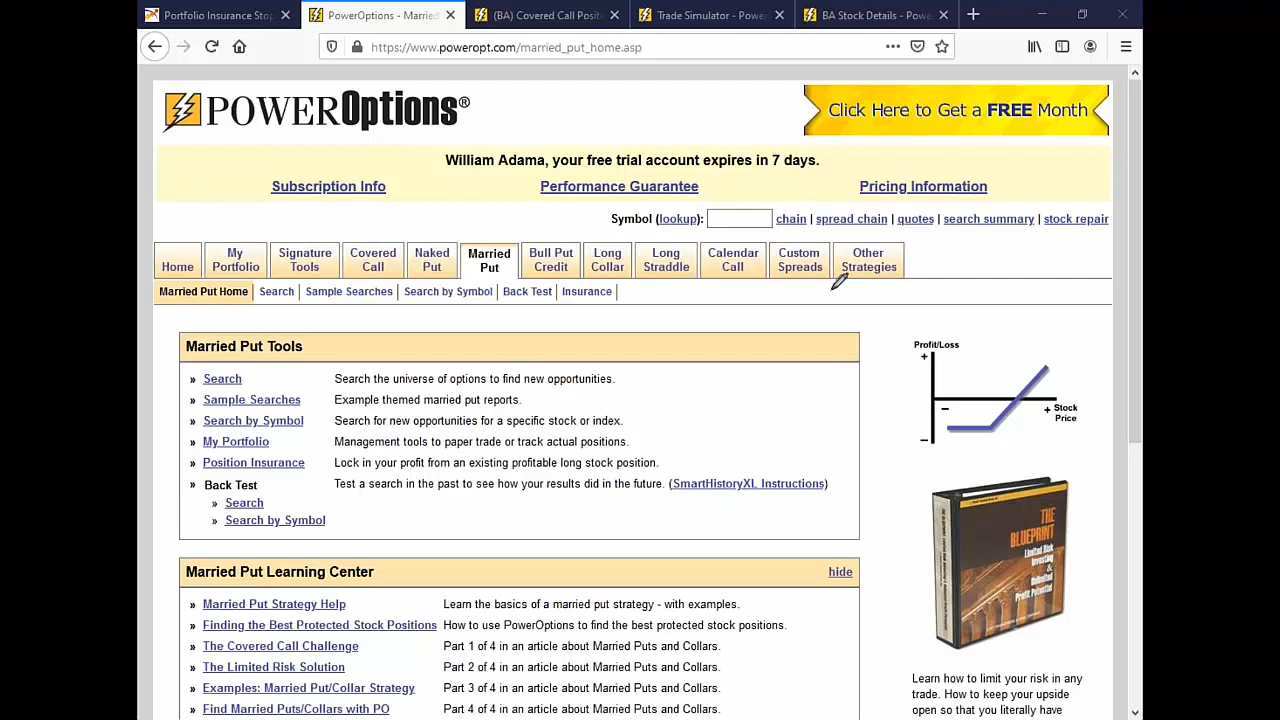 Portfolio Insurance Stop
PowerOptions - Married
(BA) Covered Call Posit
Trade Simulator - Power
BA Stock Details - Powe
https://www.poweropt.com/married_put_home.asp
POWEROptions®
Click Here to Get a FREE Month
William Adama, your free trial account expires in 7 days.
Subscription Info Performance Guarantee Pricing Information
Symbol (lookup): chain | spread chain | quotes | search summary | stock repair
Home
My Portfolio
Signature Tools
Covered Call
Naked Put
Married Put
Bull Put Credit
Long Collar
Long Straddle
Calendar Call
Custom Spreads
Other Strategies
Married Put Home | Search | Sample Searches | Search by Symbol | Back Test | Insurance |
Married Put Tools
» Search Search the universe of options to find new opportunities.
» Sample Searches Example themed married put reports.
» Search by Symbol Search for new opportunities for a specific stock or index.
» My Portfolio Management tools to paper trade or track actual positions.
» Position Insurance Lock in your profit from an existing profitable long stock position.
» Back Test Test a search in the past to see how your results did in the future. (SmartHistoryXL Instructions)
» Search
» Search by Symbol
Married Put Learning Center hide
» Married Put Strategy Help Learn the basics of a married put strategy - with examples.
» Finding the Best Protected Stock Positions How to use PowerOptions to find the best protected stock positions.
» The Covered Call Challenge Part 1 of 4 in an article about Married Puts and Collars.
» The Limited Risk Solution Part 2 of 4 in an article about Married Puts and Collars.
» Examples: Married Put/Collar Strategy Part 3 of 4 in an article about Married Puts and Collars.
» Find Married Puts/Collars with PO Part 4 of 4 in an article about Married Puts and Collars.
Profit/Loss
+
− + Stock
Price
−
THE
BLUEPRINT
Limited Risk
Investing
&
Unlimited
Profit Potential
Learn how to limit your risk in any
trade. How to keep your upside
open so that you literally have